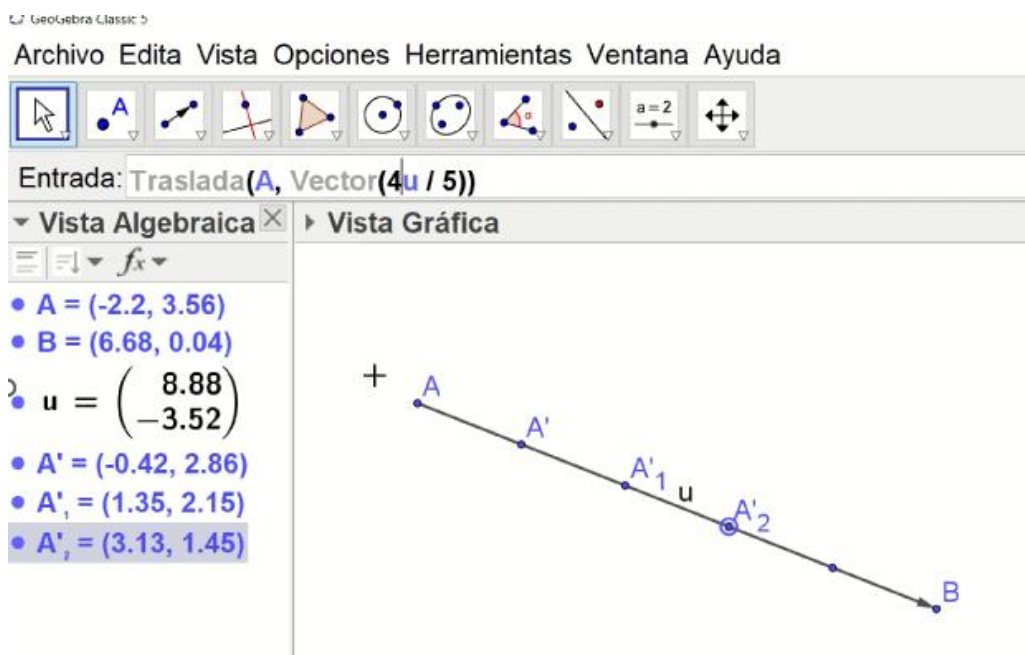 GeoGebra Classic 5
Archivo Edita Vista Opciones Herramientas Ventana Ayuda
A
a = 2
Entrada: Traslada(A, Vector(4u / 5))
Vista Algebraica
Vista Gráfica
fx
A = (-2.2, 3.56)
B = (6.68, 0.04)
u = ( 8.88
−3.52 )
A' = (-0.42, 2.86)
A'₁ = (1.35, 2.15)
A'₂ = (3.13, 1.45)
A
A'
A'₁
u
A'₂
B